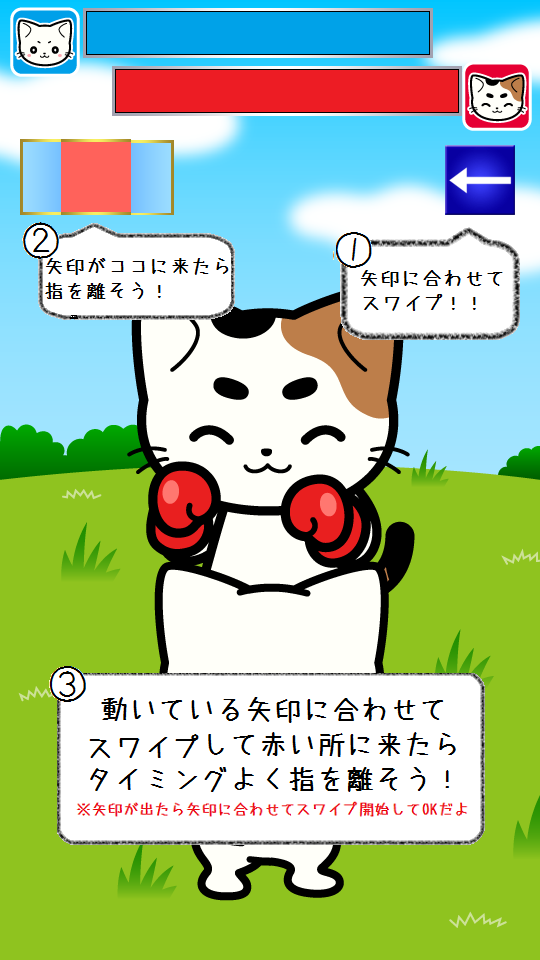 ①
矢印に合わせて
スワイプ！！
②
矢印がココに来たら
指を離そう！
③
動いている矢印に合わせて
スワイプして赤い所に来たら
タイミングよく指を離そう！
※矢印が出たら矢印に合わせてスワイプ開始してOKだよ